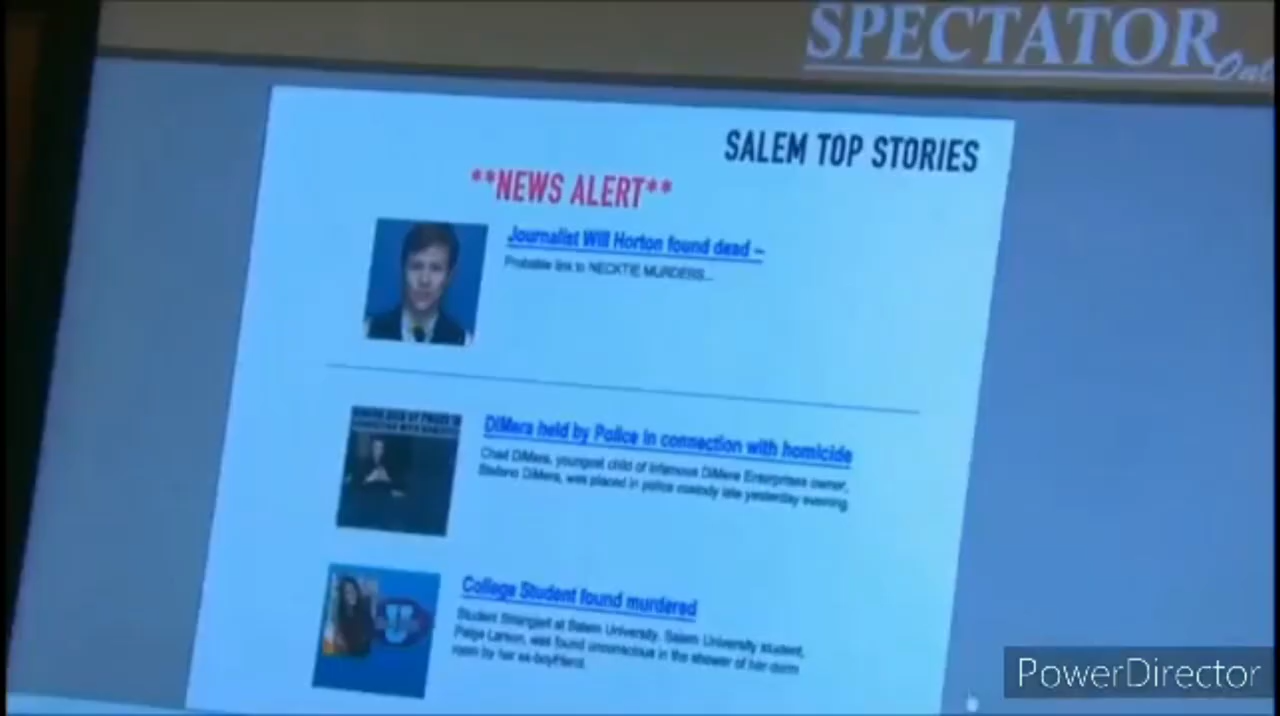 SPECTATOR
SALEM TOP STORIES
**NEWS ALERT**
Journalist Will Horton found dead –
Probable link to NECKTIE MURDERS...
DiMera held by Police in connection with homicide
Chad DiMera, youngest child of infamous DiMera Enterprises owner,
Stefano DiMera, was placed in police custody late yesterday evening.
College Student found murdered
Student Strangled at Salem University. Salem University student,
Paige Larson, was found unconscious in the shower of her dorm
room by her ex-boyfriend.
PowerDirector